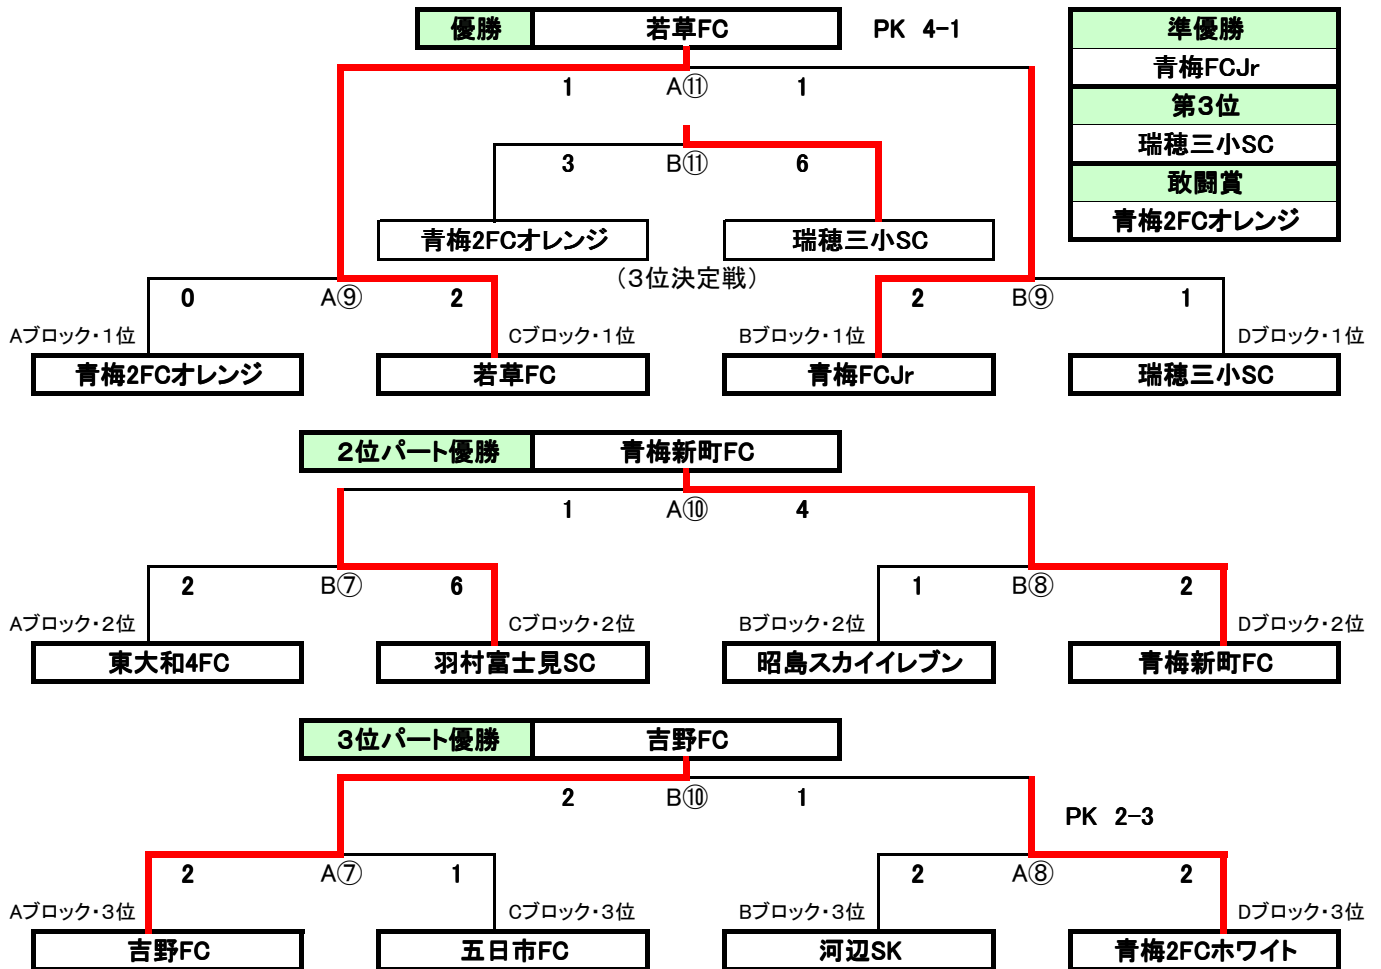 優勝 若草FC PK 4-1 準優勝
青梅FCJr
1 A⑪ 1
第3位
瑞穂三小SC
3 B⑪ 6
敢闘賞
青梅2FCオレンジ
青梅2FCオレンジ 瑞穂三小SC
(3位決定戦)
0 A⑨ 2 2 B⑨ 1
Aブロック・1位 Cブロック・1位 Bブロック・1位 Dブロック・1位
青梅2FCオレンジ 若草FC 青梅FCJr 瑞穂三小SC
2位パート優勝 青梅新町FC
1 A⑩ 4
2 B⑦ 6 1 B⑧ 2
Aブロック・2位 Cブロック・2位 Bブロック・2位 Dブロック・2位
東大和4FC 羽村富士見SC 昭島スカイイレブン 青梅新町FC
3位パート優勝 吉野FC
2 B⑩ 1
PK 2-3
2 A⑦ 1 2 A⑧ 2
Aブロック・3位 Cブロック・3位 Bブロック・3位 Dブロック・3位
吉野FC 五日市FC 河辺SK 青梅2FCホワイト